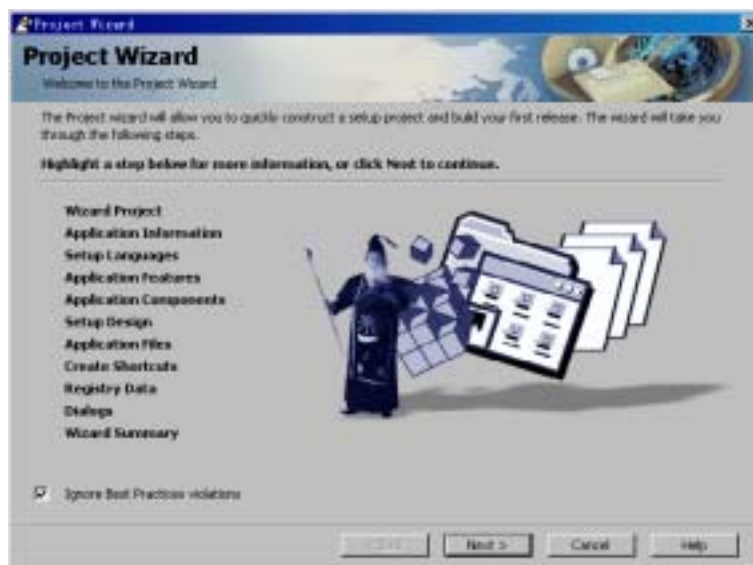 Project Wizard
Project Wizard
Welcome to the Project Wizard
The Project wizard will allow you to quickly construct a setup project and build your first release. The wizard will take you
through the following steps.
Highlight a step below for more information, or click Next to continue.
Wizard Project
Application Information
Setup Languages
Application Features
Application Components
Setup Design
Application Files
Create Shortcuts
Registry Data
Dialogs
Wizard Summary
Ignore Best Practices violations
Next >
Cancel
Help